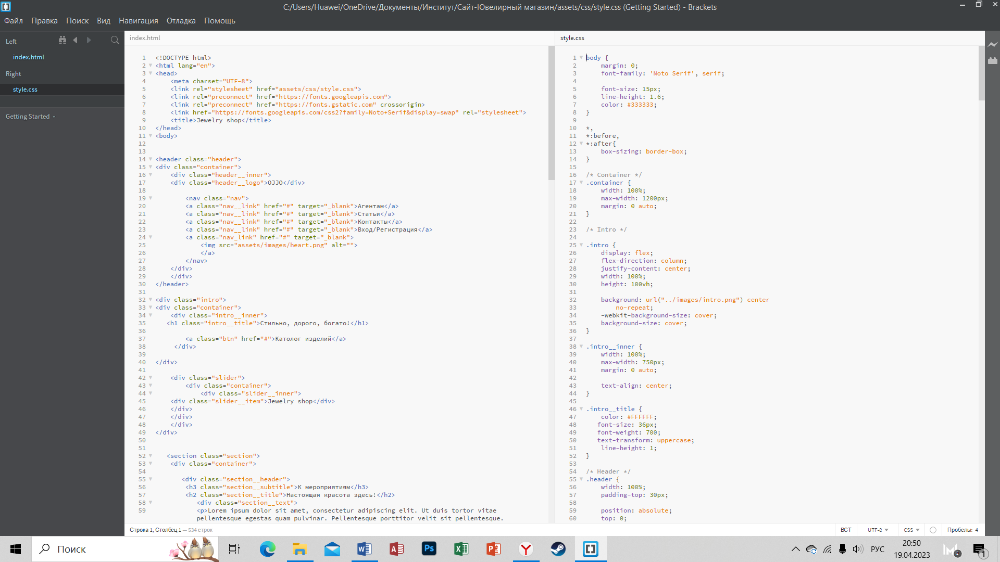 C:/Users/Huawei/OneDrive/Документы/Институт/Сайт-Ювелирный магазин/assets/css/style.css (Getting Started) - Brackets
Файл Правка Поиск Вид Навигация Отладка Помощь
Left
index.html
Right
style.css
Getting Started
index.html
1 <!DOCTYPE html>
2 <html lang="en">
3 <head>
4 <meta charset="UTF-8">
5 <link rel="stylesheet" href="assets/css/style.css">
6 <link rel="preconnect" href="https://fonts.googleapis.com">
7 <link rel="preconnect" href="https://fonts.gstatic.com" crossorigin>
8 <link href="https://fonts.googleapis.com/css2?family=Noto+Serif&display=swap" rel="stylesheet">
9 <title>Jewelry shop</title>
10 </head>
11 <body>
12
13
14 <header class="header">
15 <div class="container">
16 <div class="header__inner">
17 <div class="header__logo">OJJO</div>
18
19 <nav class="nav">
20 <a class="nav__link" href="#" target="_blank">Агентам</a>
21 <a class="nav__link" href="#" target="_blank">Статьи</a>
22 <a class="nav__link" href="#" target="_blank">Контакты</a>
23 <a class="nav__link" href="#" target="_blank">Вход/Регистрация</a>
24 <a class="nav_link" href="#" target="_blank">
25 <img src="assets/images/heart.png" alt="">
26 </a>
27 </nav>
28 </div>
29 </div>
30 </header>
31
32 <div class="intro">
33 <div class="container">
34 <div class="intro__inner">
35 <h1 class="intro__title">Стильно, дорого, богато!</h1>
36
37 <a class="btn" href="#">Католог изделий</a>
38 </div>
39
40 </div>
41
42 <div class="slider">
43 <div class="container">
44 <div class="slider__inner">
45 <div class="slider__item">Jewelry shop</div>
46 </div>
47 </div>
48 </div>
49 </div>
50
51
52 <section class="section">
53 <div class="container">
54
55 <div class="section__header">
56 <h3 class="section__subtitle">К мероприятиям</h3>
57 <h2 class="section__title">Настоящая красота здесь!</h2>
58 <div class="section__text">
59 <p>Lorem ipsum dolor sit amet, consectetur adipiscing elit. Ut duis tortor vitae
pellentesque egestas quam pulvinar. Pellentesque porttitor velit sit pellentesque.
style.css
1 body {
2 margin: 0;
3 font-family: 'Noto Serif', serif;
4
5 font-size: 15px;
6 line-height: 1.6;
7 color: #333333;
8 }
9
10 *,
11 *:before,
12 *:after{
13 box-sizing: border-box;
14 }
15
16 /* Container */
17 .container {
18 width: 100%;
19 max-width: 1200px;
20 margin: 0 auto;
21 }
22
23 /* Intro */
24
25 .intro {
26 display: flex;
27 flex-direction: column;
28 justify-content: center;
29 width: 100%;
30 height: 100vh;
31
32 background: url("../images/intro.png") center
33 no-repeat;
34 -webkit-background-size: cover;
35 background-size: cover;
36 }
37
38 .intro__inner {
39 width: 100%;
40 max-width: 750px;
41 margin: 0 auto;
42
43 text-align: center;
44 }
45
46 .intro__title {
47 color: #FFFFFF;
48 font-size: 36px;
49 font-weight: 700;
50 text-transform: uppercase;
51 line-height: 1;
52 }
53
54 /* Header */
55 .header {
56 width: 100%;
57 padding-top: 30px;
58
59 position: absolute;
60 top: 0;
Строка 1, Столбец 1 — 534 строк
ВСТ UTF-8 CSS Пробелы: 4
Поиск
РУС
20:50
19.04.2023
3
1